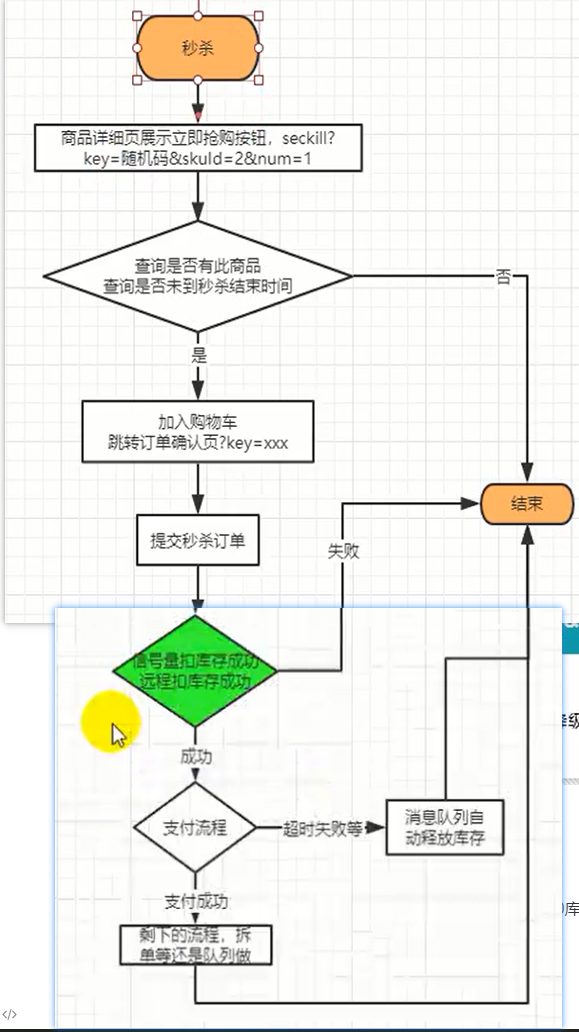 秒杀
商品详细页展示立即抢购按钮，seckill?
key=随机码&skuId=2&num=1
查询是否有此商品
查询是否未到秒杀结束时间
否
是
加入购物车
跳转订单确认页?key=xxx
结束
提交秒杀订单
失败
信号量扣库存成功
远程扣库存成功
成功
支付流程
超时失败等
消息队列自
动释放库存
支付成功
剩下的流程，拆
单等还是队列做
库
</>